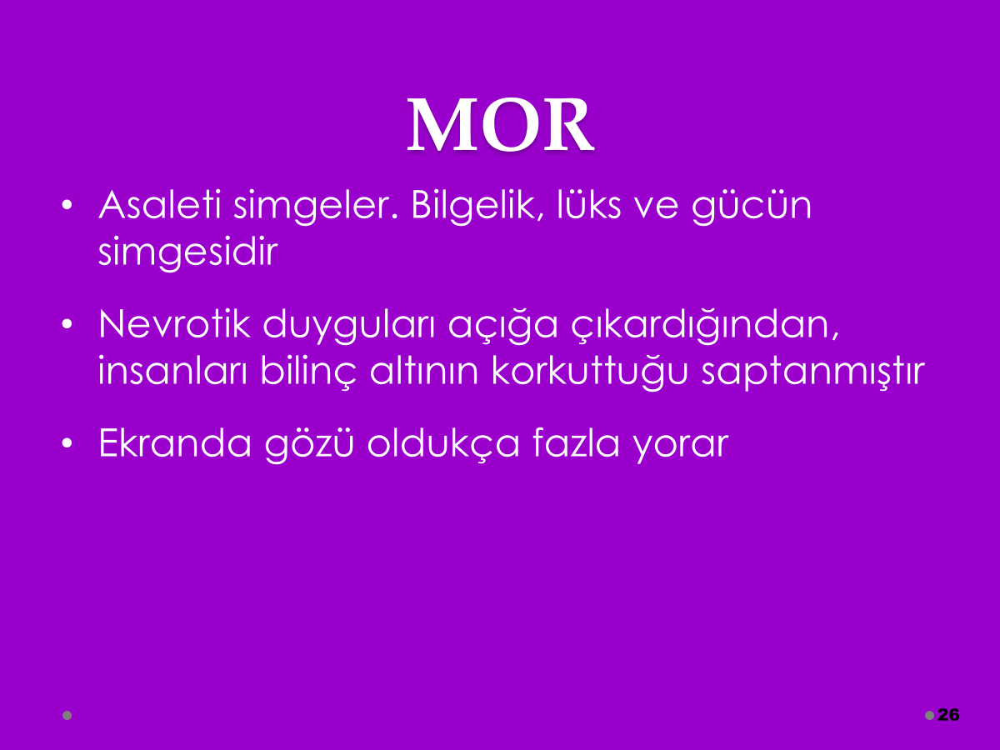 MOR
• Asaleti simgeler. Bilgelik, lüks ve gücün
simgesidir
• Nevrotik duyguları açığa çıkardığından,
insanları bilinç altının korkuttuğu saptanmıştır
• Ekranda gözü oldukça fazla yorar
26